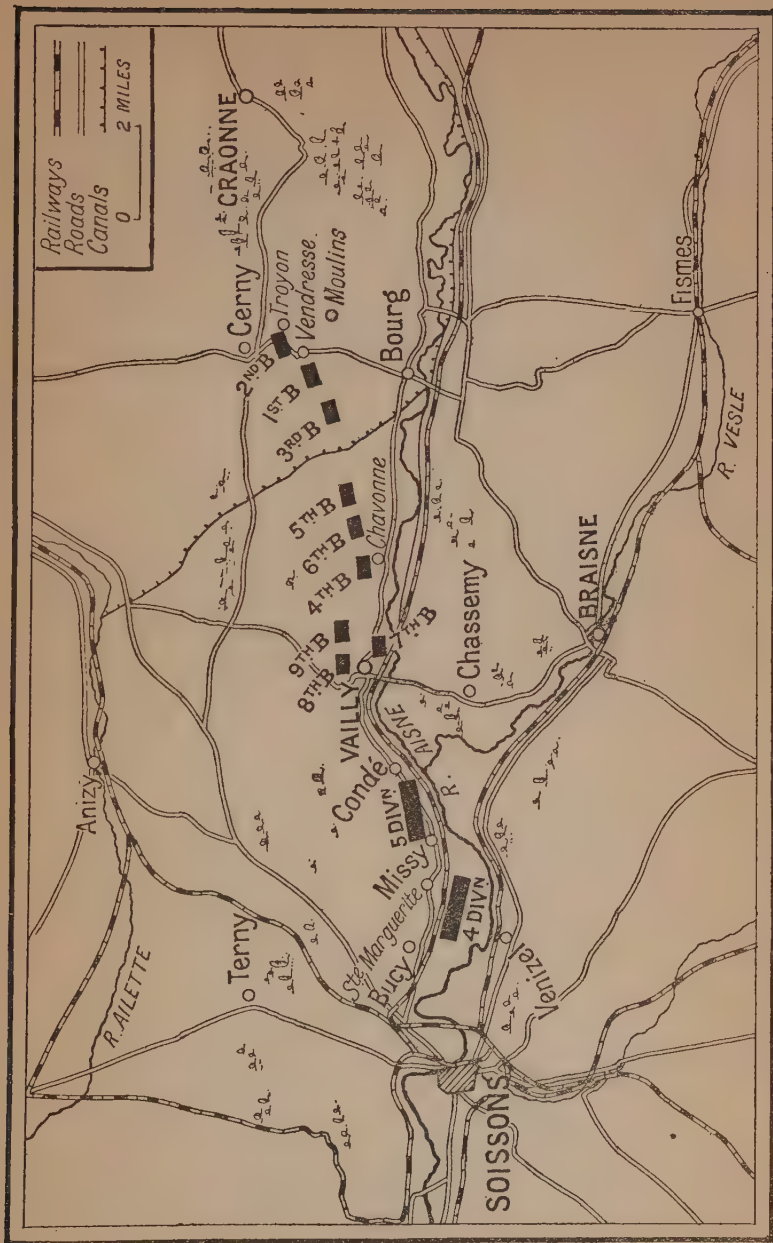 Railways
Roads
Canals
0 2 MILES
CRAONNE
Cerny
Troyon
Vendresse.
Moulins
2ND B
1ST B
3RD B
Bourg
5TH B
6TH B
4TH B
Chavonne
9TH B
8TH B
7TH B
VAILLY
Anizy
Condé
5 DIVN
Missy
Ste Marguerite
Bucy
Terny
R. AILETTE
R. AISNE
4 DIVN
Venizel
SOISSONS
Chassemy
BRAISNE
Fismes
R. VESLE